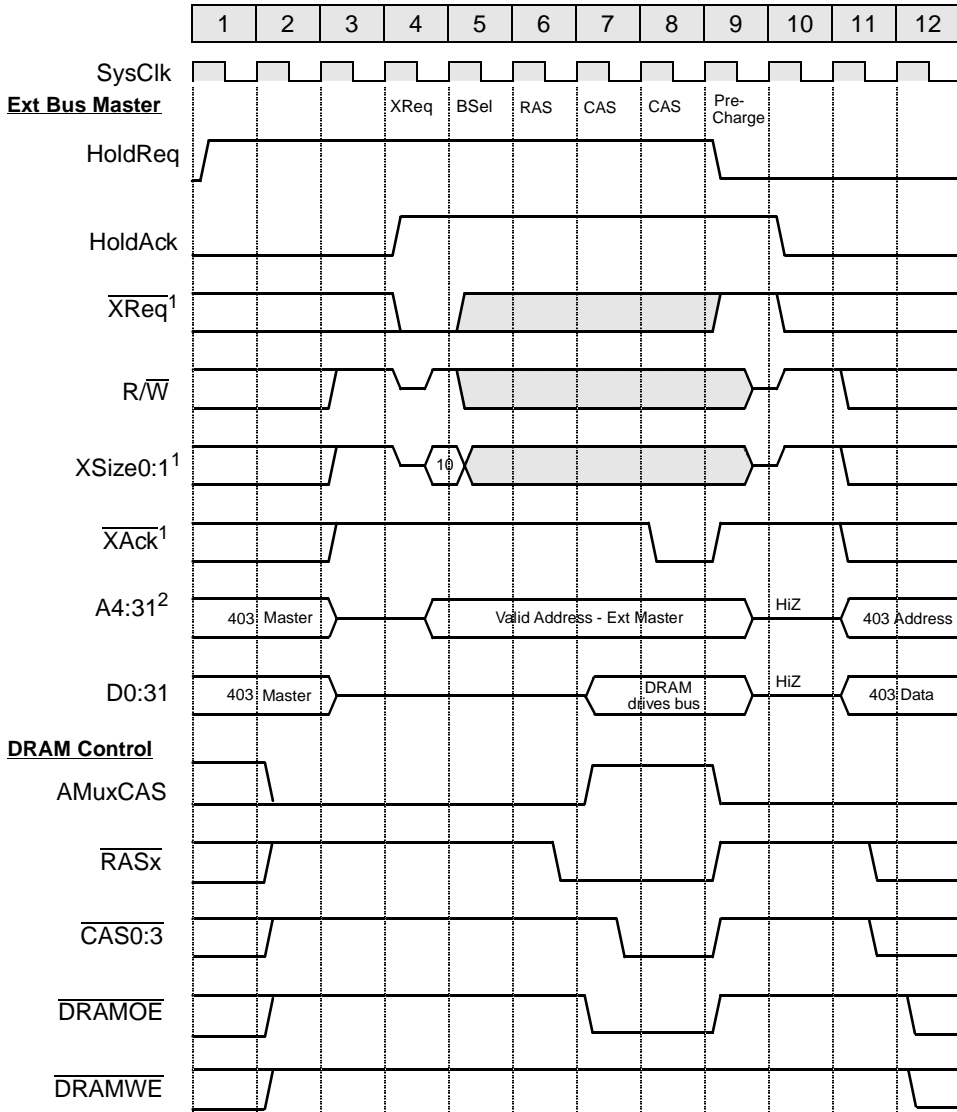 1 2 3 4 5 6 7 8 9 10 11 12
SysClk
Ext Bus Master
XReq BSel RAS CAS CAS Pre-
Charge
HoldReq
HoldAck
XReq1
R/W
XSize0:11
10
XAck1
A4:312
403 Master
Valid Address - Ext Master
HiZ
403 Address
D0:31
403 Master
DRAM
drives bus
HiZ
403 Data
DRAM Control
AMuxCAS
RASx
CAS0:3
DRAMOE
DRAMWE